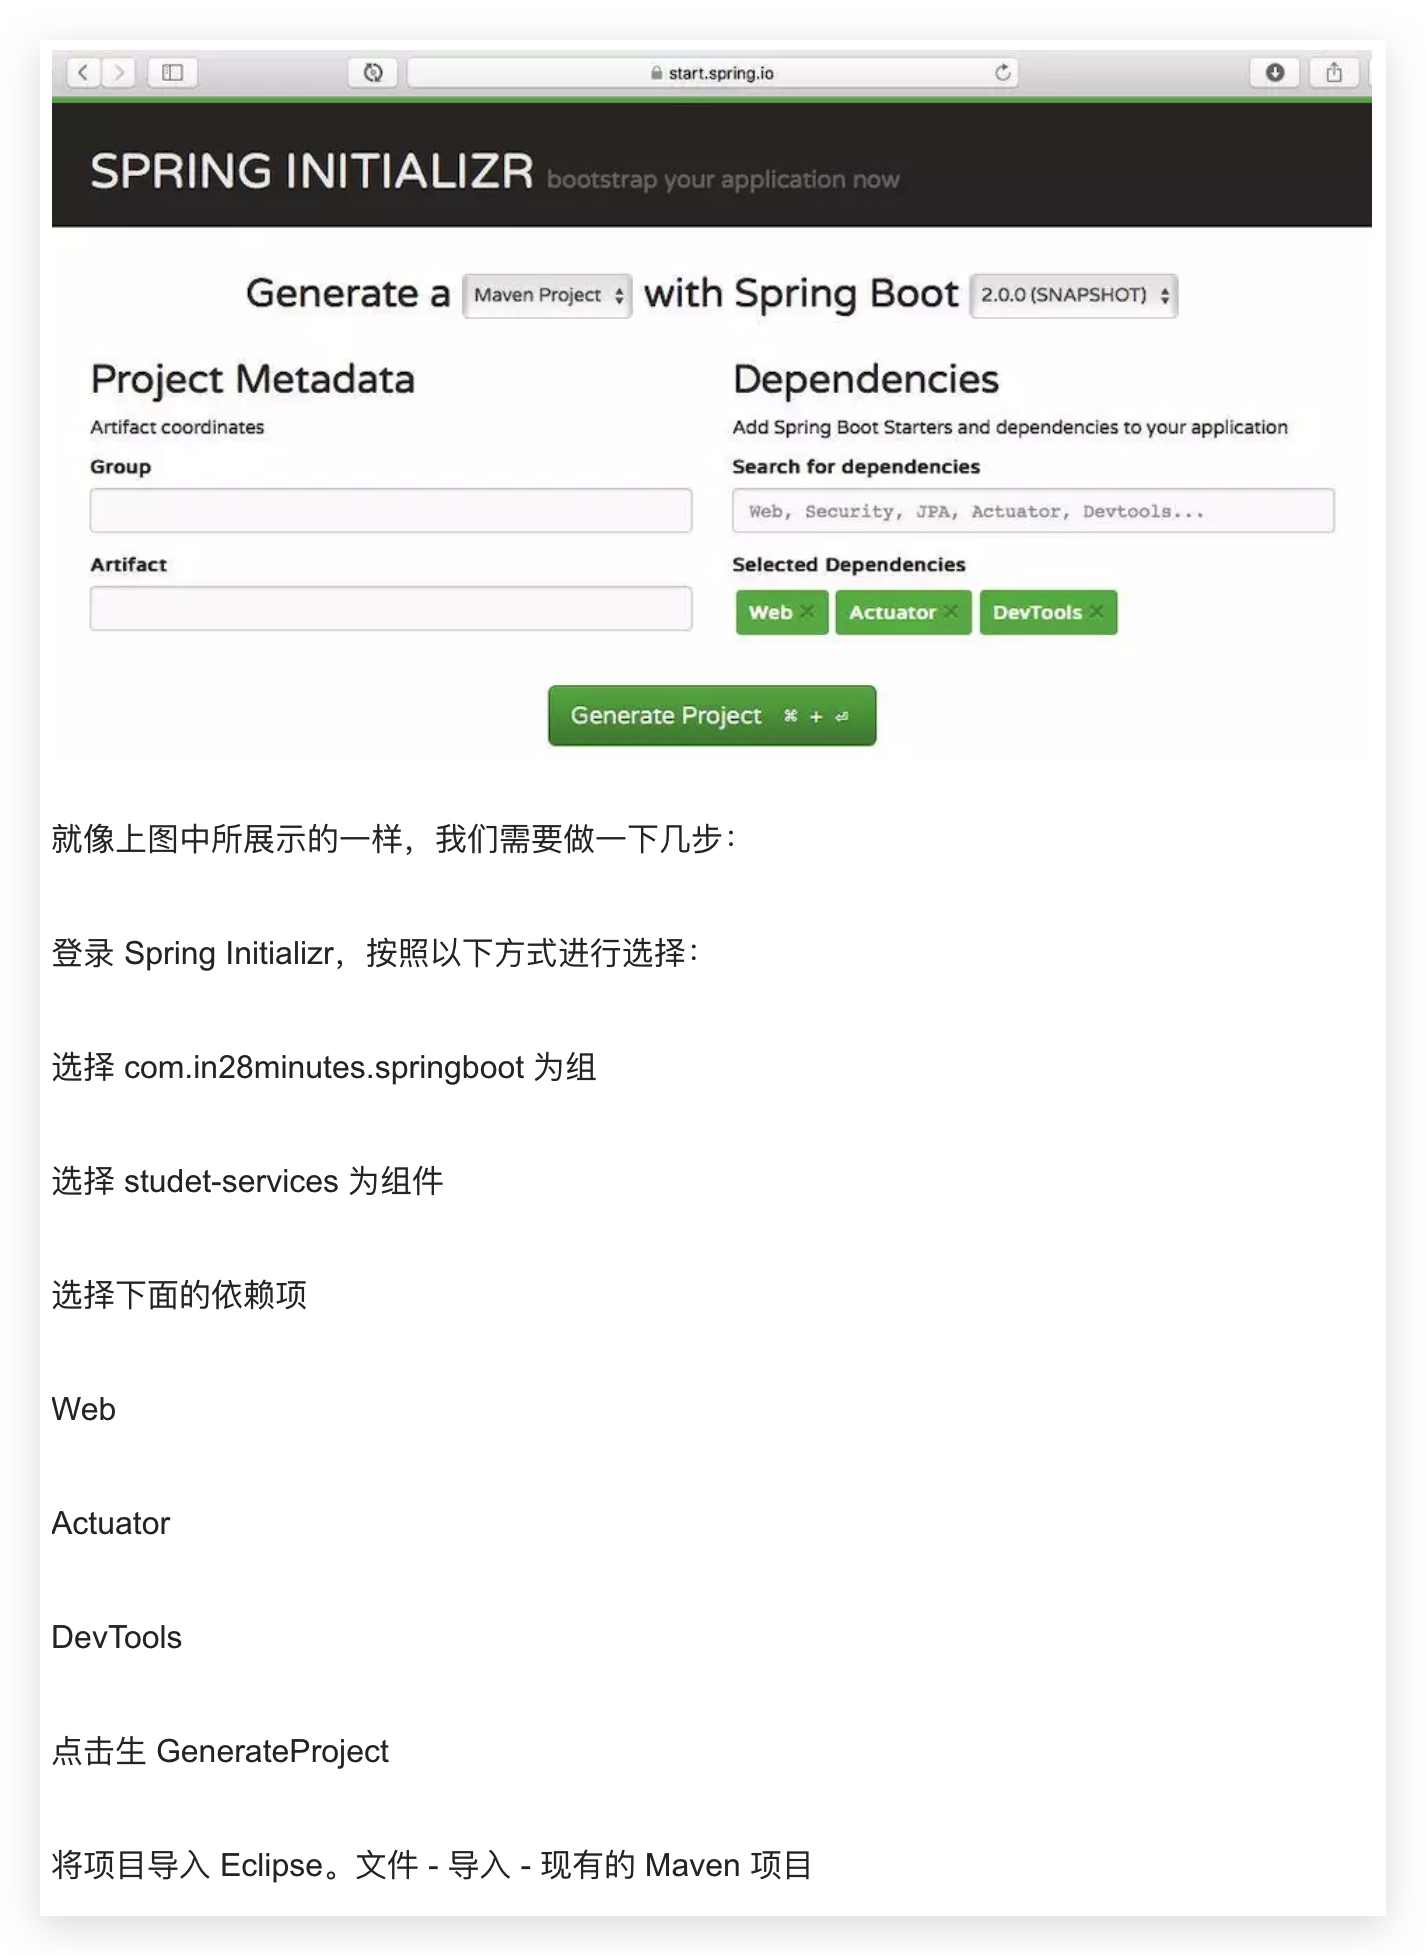 start.spring.io
SPRING INITIALIZR bootstrap your application now
Generate a Maven Project with Spring Boot 2.0.0 (SNAPSHOT)
Project Metadata
Artifact coordinates
Group
Artifact
Dependencies
Add Spring Boot Starters and dependencies to your application
Search for dependencies
Web, Security, JPA, Actuator, Devtools...
Selected Dependencies
Web × Actuator × DevTools ×
Generate Project ⌘ + ⏎
就像上图中所展示的一样，我们需要做一下几步：
登录 Spring Initializr，按照以下方式进行选择：
选择 com.in28minutes.springboot 为组
选择 studet-services 为组件
选择下面的依赖项
Web
Actuator
DevTools
点击生 GenerateProject
将项目导入 Eclipse。文件 - 导入 - 现有的 Maven 项目